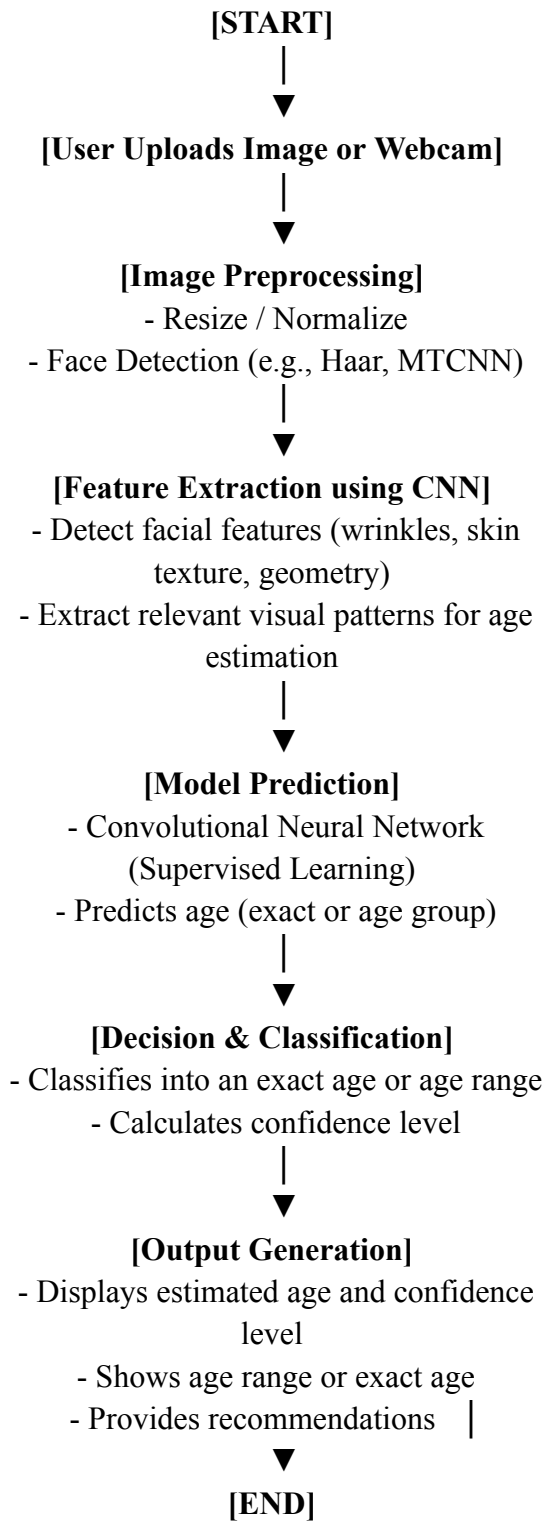 [START]
[User Uploads Image or Webcam]
[Image Preprocessing]
- Resize / Normalize
- Face Detection (e.g., Haar, MTCNN)
[Feature Extraction using CNN]
- Detect facial features (wrinkles, skin
texture, geometry)
- Extract relevant visual patterns for age
estimation
[Model Prediction]
- Convolutional Neural Network
(Supervised Learning)
- Predicts age (exact or age group)
[Decision & Classification]
- Classifies into an exact age or age range
- Calculates confidence level
[Output Generation]
- Displays estimated age and confidence
level
- Shows age range or exact age
- Provides recommendations
[END]